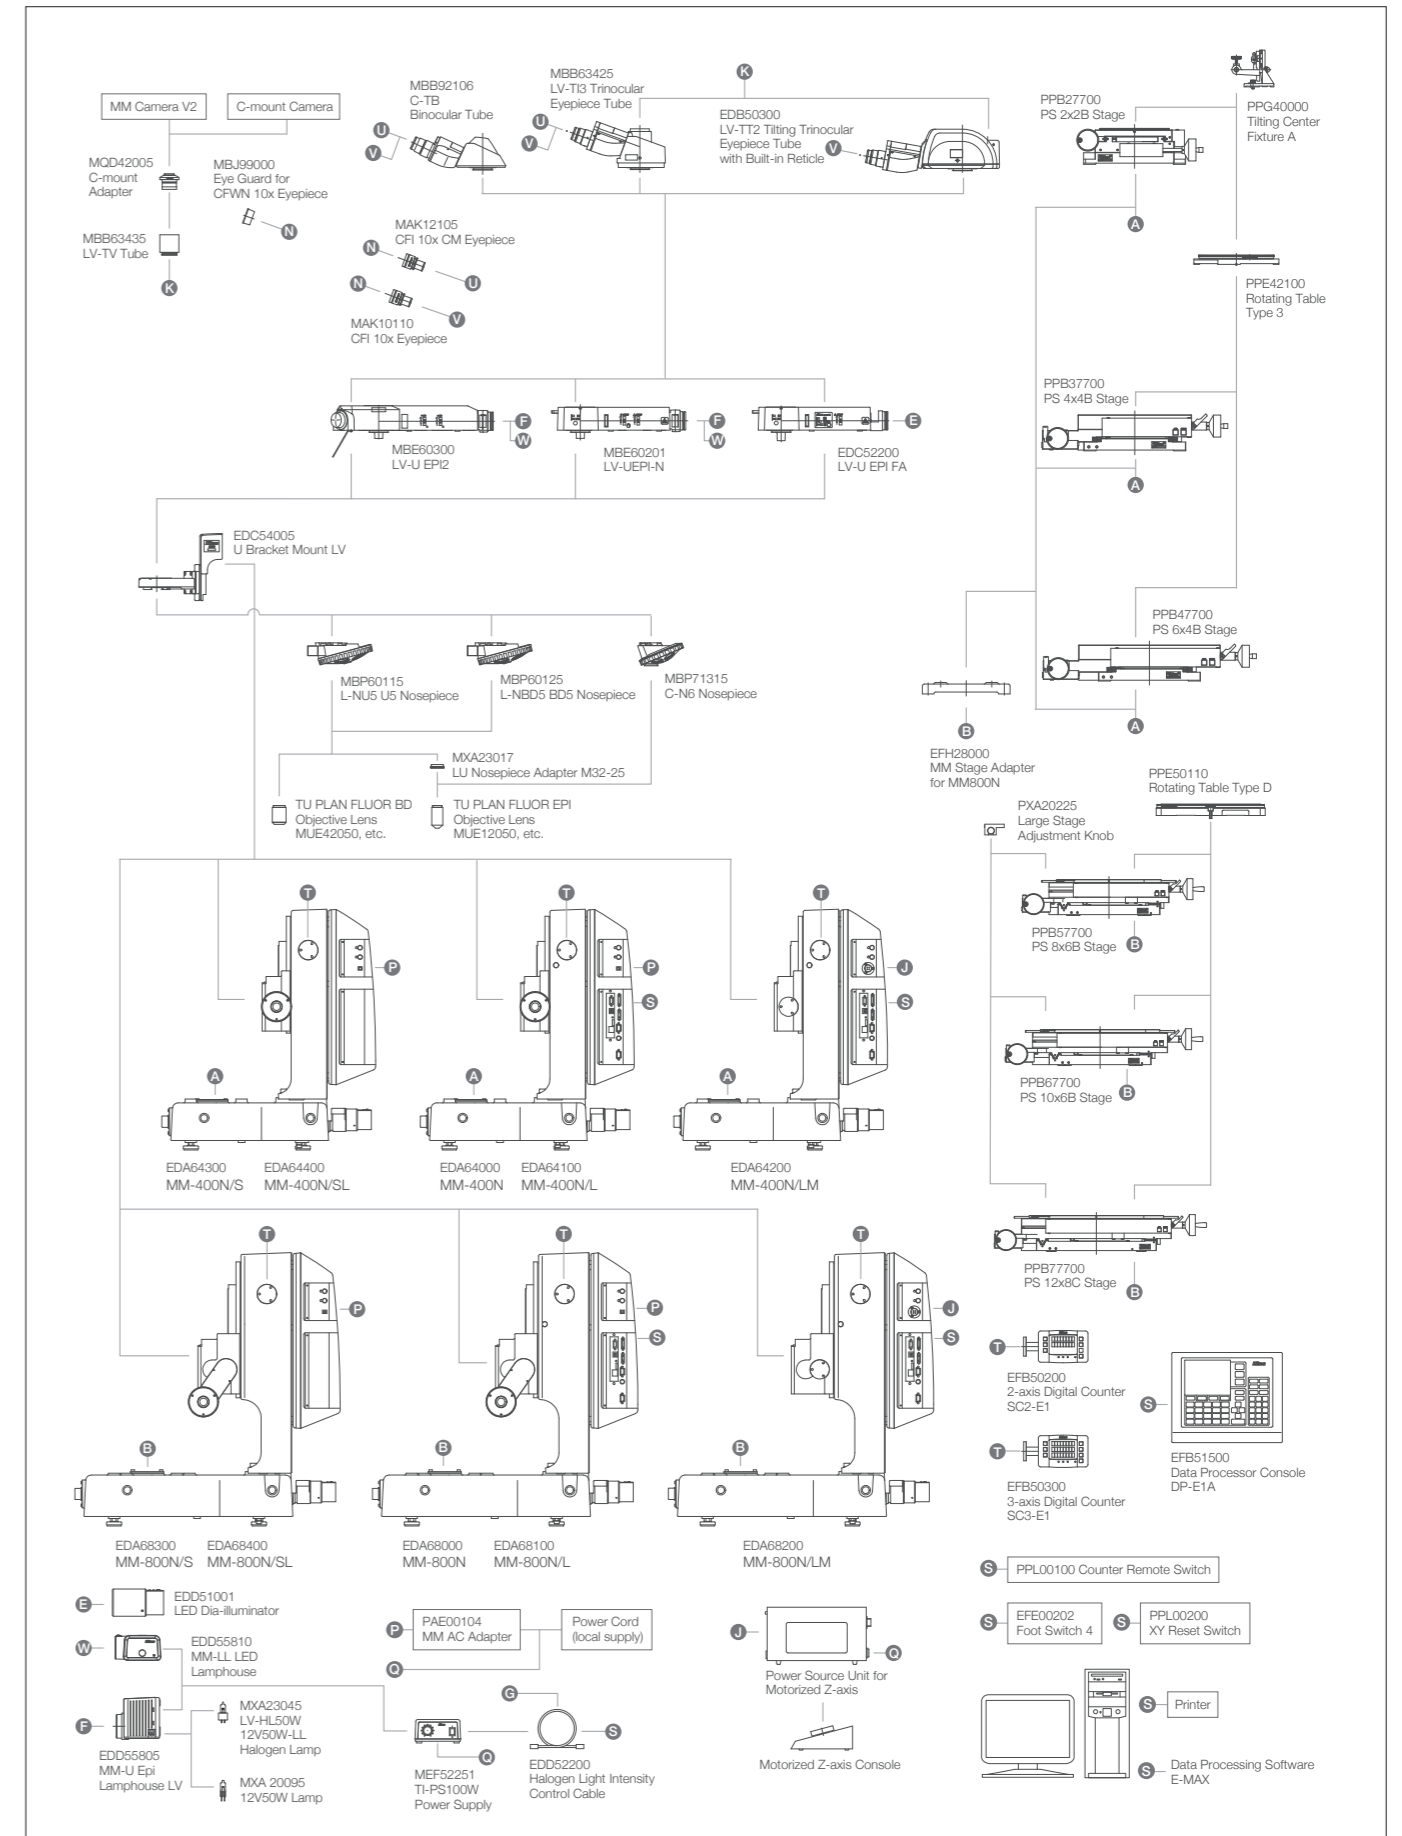 MM Camera V2
C-mount Camera
MQD42005
C-mount
Adapter
MBJ99000
Eye Guard for
CFWN 10x Eyepiece
N
MBB63435
LV-TV Tube
K
MBB92106
C-TB
Binocular Tube
U
V
MBB63425
LV-TI3 Trinocular
Eyepiece Tube
U
V
K
EDB50300
LV-TT2 Tilting Trinocular
Eyepiece Tube
with Built-in Reticle
V
MAK12105
CFI 10x CM Eyepiece
N
U
N
V
MAK10110
CFI 10x Eyepiece
PPB27700
PS 2x2B Stage
A
PPG40000
Tilting Center
Fixture A
PPE42100
Rotating Table
Type 3
F
W
MBE60300
LV-U EPI2
F
W
MBE60201
LV-UEPI-N
E
EDC52200
LV-U EPI FA
PPB37700
PS 4x4B Stage
A
EDC54005
U Bracket Mount LV
MBP60115
L-NU5 U5 Nosepiece
MBP60125
L-NBD5 BD5 Nosepiece
MBP71315
C-N6 Nosepiece
PPB47700
PS 6x4B Stage
A
B
EFH28000
MM Stage Adapter
for MM800N
MXA23017
LU Nosepiece Adapter M32-25
TU PLAN FLUOR BD
Objective Lens
MUE42050, etc.
TU PLAN FLUOR EPI
Objective Lens
MUE12050, etc.
PPE50110
Rotating Table Type D
PXA20225
Large Stage
Adjustment Knob
PPB57700
PS 8x6B Stage
B
PPB67700
PS 10x6B Stage
B
PPB77700
PS 12x8C Stage
B
T
P
A
EDA64300
MM-400N/S
EDA64400
MM-400N/SL
T
P
S
A
EDA64000
MM-400N
EDA64100
MM-400N/L
T
J
S
A
EDA64200
MM-400N/LM
T
P
B
EDA68300
MM-800N/S
EDA68400
MM-800N/SL
T
P
S
B
EDA68000
MM-800N
EDA68100
MM-800N/L
T
J
S
B
EDA68200
MM-800N/LM
T
EFB50200
2-axis Digital Counter
SC2-E1
T
EFB50300
3-axis Digital Counter
SC3-E1
S
EFB51500
Data Processor Console
DP-E1A
S
PPL00100 Counter Remote Switch
S
EFE00202
Foot Switch 4
S
PPL00200
XY Reset Switch
S
Printer
S
Data Processing Software
E-MAX
E
EDD51001
LED Dia-illuminator
W
EDD55810
MM-LL LED
Lamphouse
F
EDD55805
MM-U Epi
Lamphouse LV
MXA23045
LV-HL50W
12V50W-LL
Halogen Lamp
MXA 20095
12V50W Lamp
P
PAE00104
MM AC Adapter
Power Cord
(local supply)
Q
Q
MEF52251
TI-PS100W
Power Supply
G
S
EDD52200
Halogen Light Intensity
Control Cable
J
Q
Power Source Unit for
Motorized Z-axis
Motorized Z-axis Console